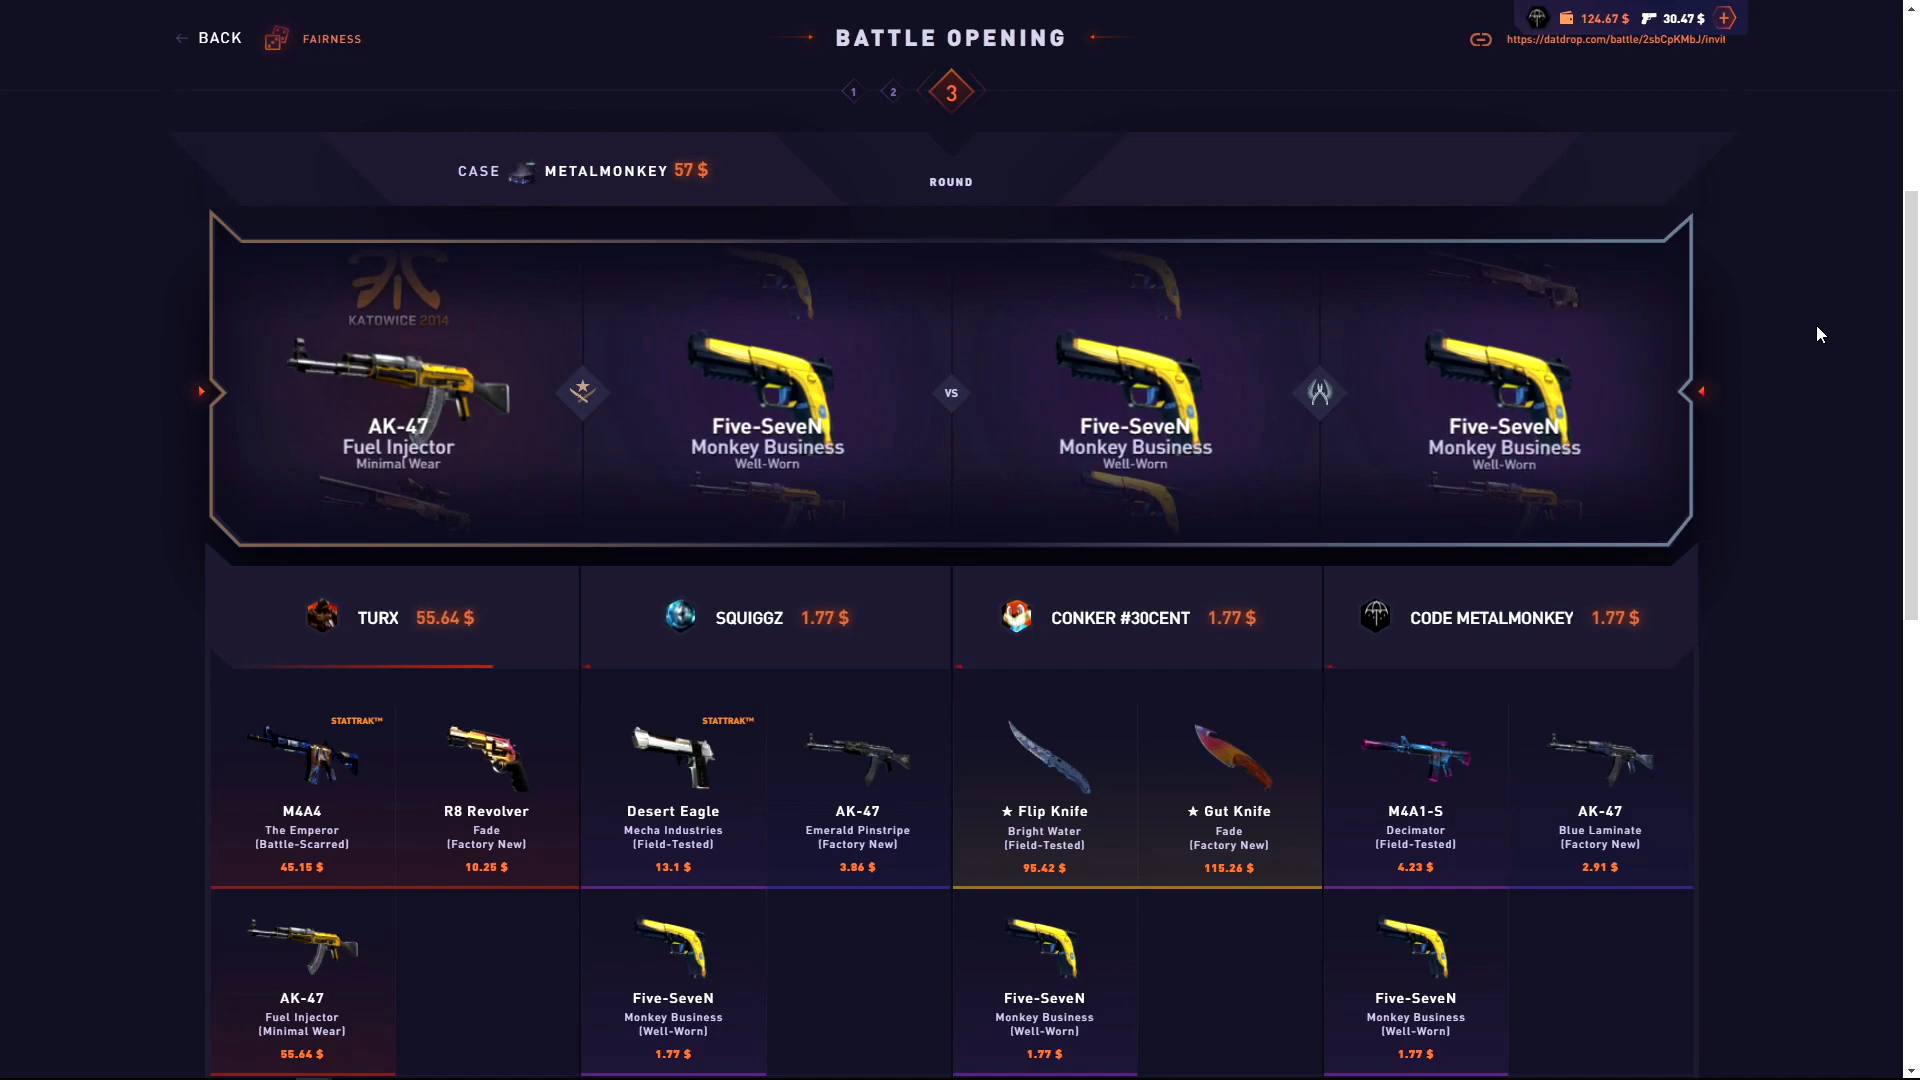 124.67 $ 30.47 $
BACK FAIRNESS BATTLE OPENING https://datdrop.com/battle/2sbCpKMbJ/invit
1 2 3
CASE METALMONKEY 57 $
ROUND
KATOWICE 2014
AK-47
Fuel Injector
Minimal Wear
Five-SeveN
Monkey Business
Well-Worn
VS
Five-SeveN
Monkey Business
Well-Worn
Five-SeveN
Monkey Business
Well-Worn
TURX 55.64 $
SQUIGGZ 1.77 $
CONKER #30CENT 1.77 $
CODE METALMONKEY 1.77 $
STATTRAK™
M4A4
The Emperor
(Battle-Scarred)
45.15 $
R8 Revolver
Fade
(Factory New)
10.25 $
STATTRAK™
Desert Eagle
Mecha Industries
(Field-Tested)
13.1 $
AK-47
Emerald Pinstripe
(Factory New)
3.86 $
★ Flip Knife
Bright Water
(Field-Tested)
95.42 $
★ Gut Knife
Fade
(Factory New)
115.26 $
M4A1-S
Decimator
(Field-Tested)
4.23 $
AK-47
Blue Laminate
(Factory New)
2.91 $
AK-47
Fuel Injector
(Minimal Wear)
55.64 $
Five-SeveN
Monkey Business
(Well-Worn)
1.77 $
Five-SeveN
Monkey Business
(Well-Worn)
1.77 $
Five-SeveN
Monkey Business
(Well-Worn)
1.77 $